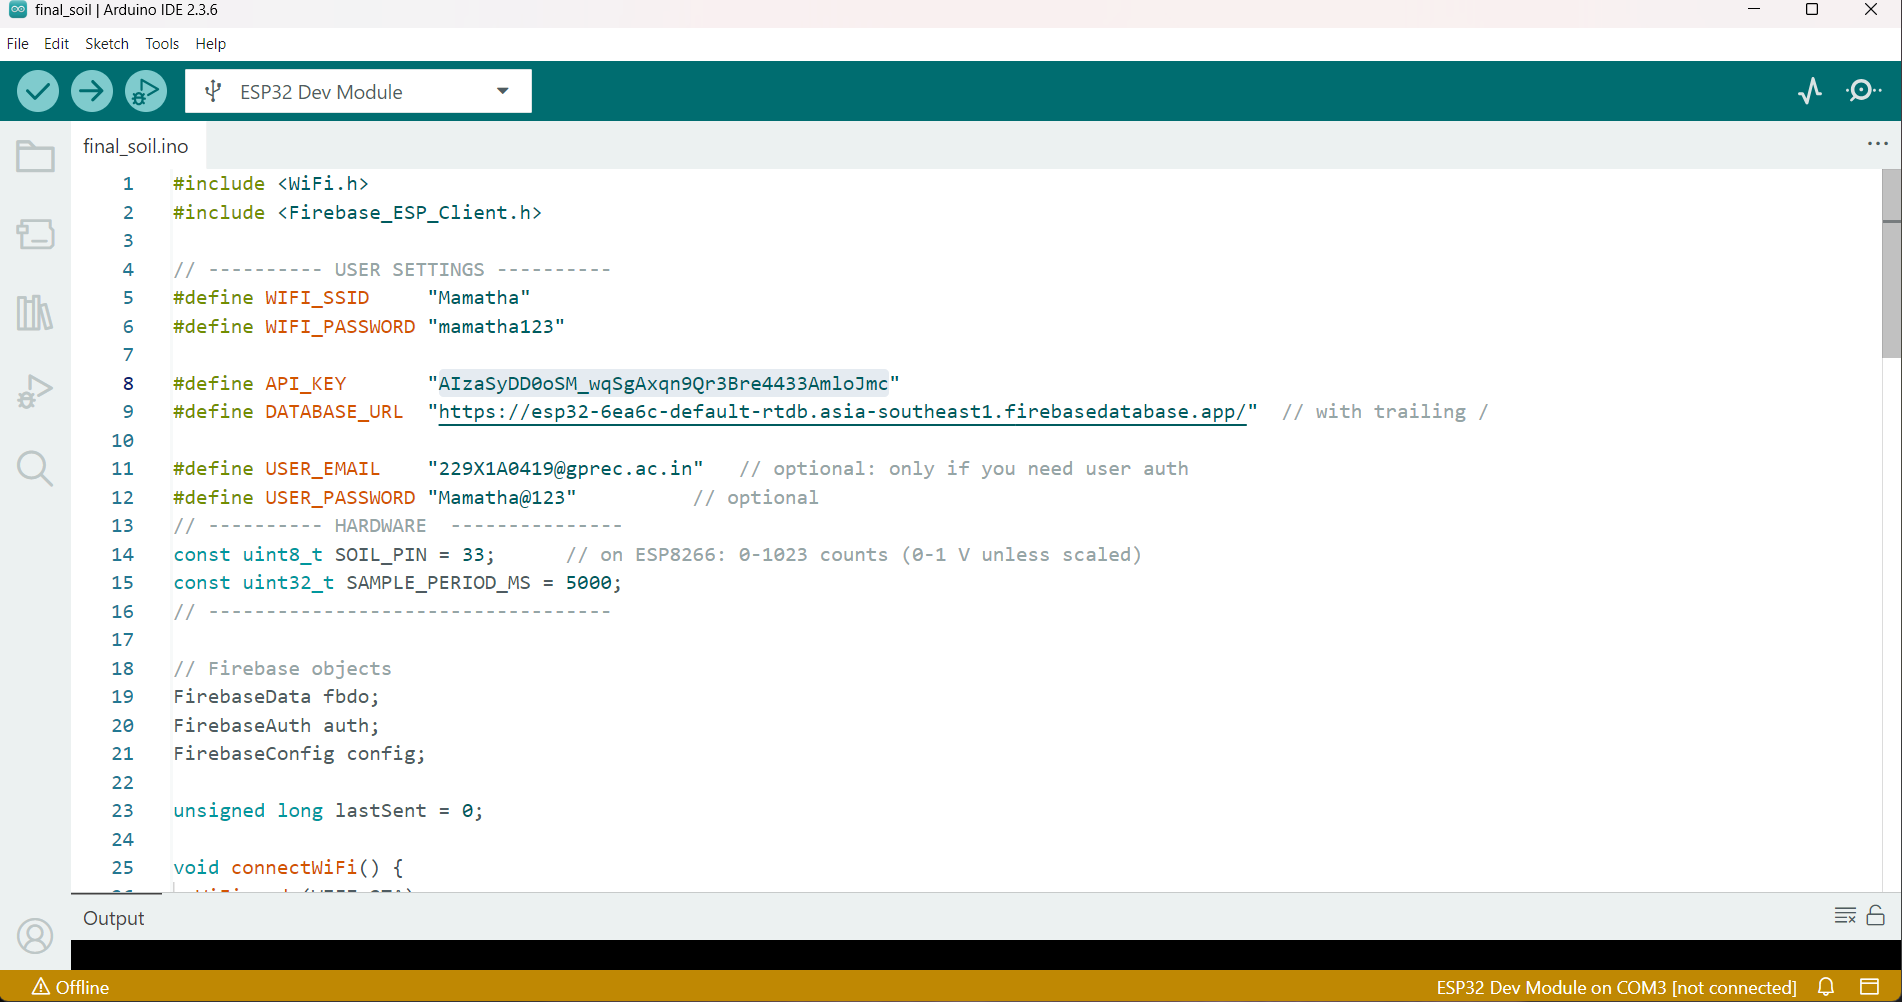 final_soil | Arduino IDE 2.3.6
File Edit Sketch Tools Help
ESP32 Dev Module
final_soil.ino
1 #include <WiFi.h>
2 #include <Firebase_ESP_Client.h>
3
4 // ---------- USER SETTINGS ----------
5 #define WIFI_SSID     "Mamatha"
6 #define WIFI_PASSWORD "mamatha123"
7
8 #define API_KEY       "AIzaSyDD0oSM_wqSgAxqn9Qr3Bre4433AmloJmc"
9 #define DATABASE_URL  "https://esp32-6ea6c-default-rtdb.asia-southeast1.firebasedatabase.app/"  // with trailing /
10
11 #define USER_EMAIL    "229X1A0419@gprec.ac.in"   // optional: only if you need user auth
12 #define USER_PASSWORD "Mamatha@123"          // optional
13 // ---------- HARDWARE  ---------------
14 const uint8_t SOIL_PIN = 33;      // on ESP8266: 0-1023 counts (0-1 V unless scaled)
15 const uint32_t SAMPLE_PERIOD_MS = 5000;
16 // -----------------------------------
17
18 // Firebase objects
19 FirebaseData fbdo;
20 FirebaseAuth auth;
21 FirebaseConfig config;
22
23 unsigned long lastSent = 0;
24
25 void connectWiFi() {
Output
Offline
ESP32 Dev Module on COM3 [not connected]